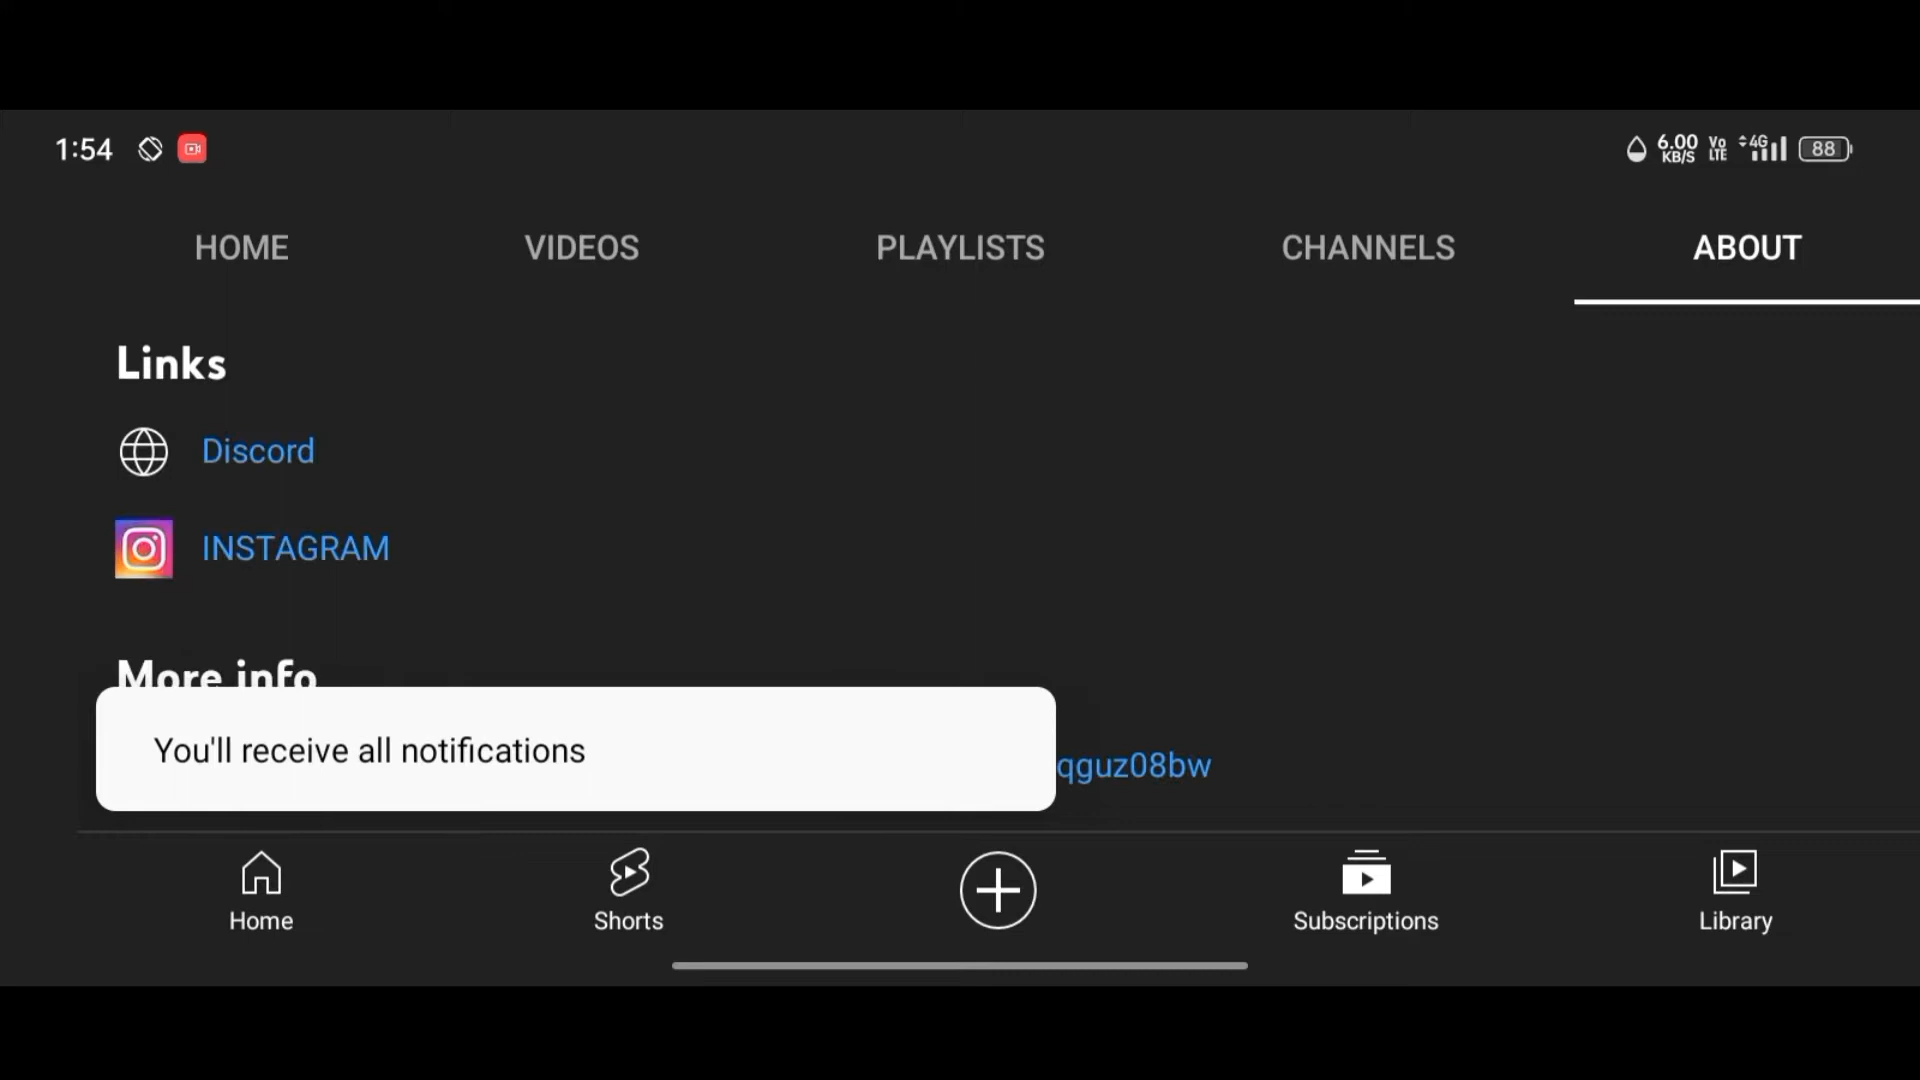 1:54 6.00 KB/S Vo LTE 4G 88
HOME VIDEOS PLAYLISTS CHANNELS ABOUT
Links
Discord
INSTAGRAM
More info
You'll receive all notifications
qguz08bw
Home Shorts Subscriptions Library